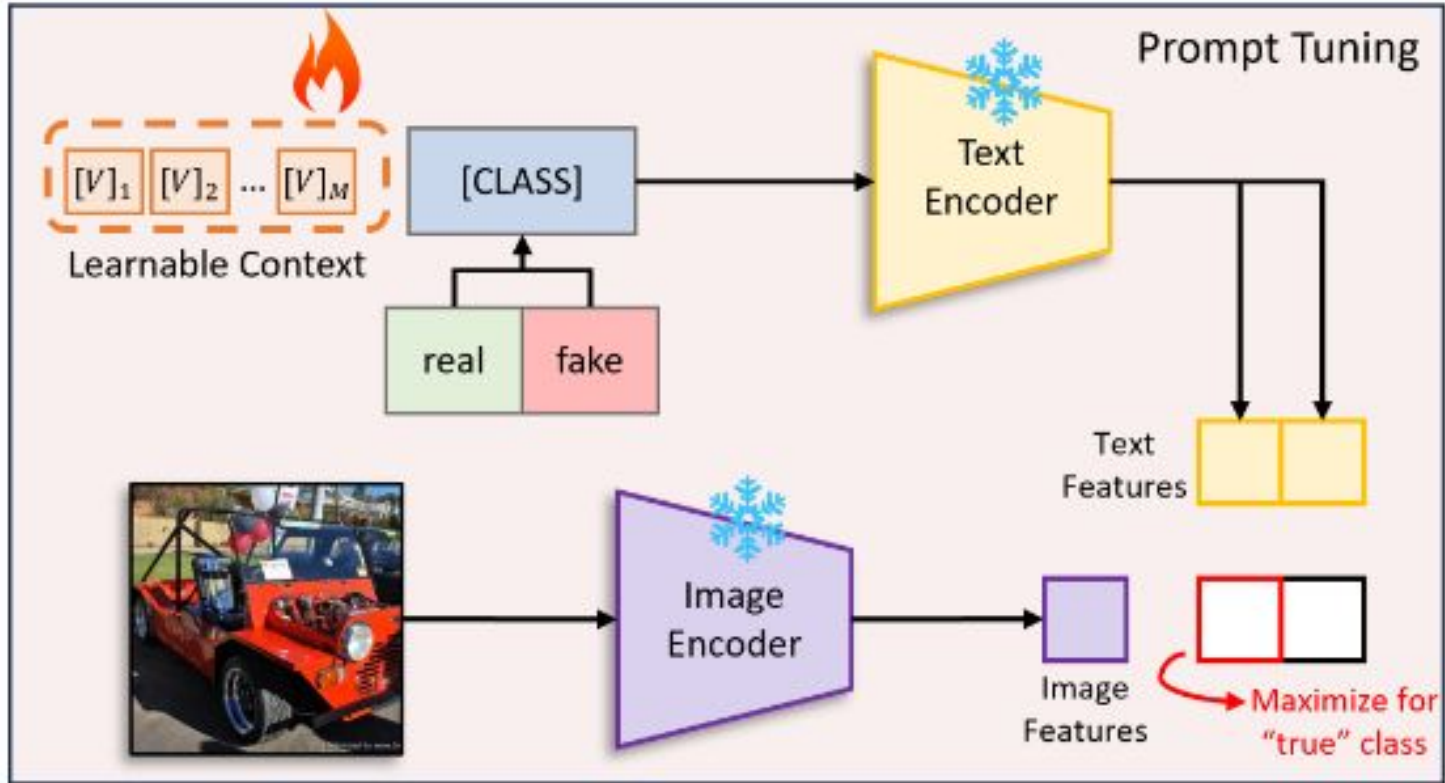 Prompt Tuning
[V]₁ [V]₂ ... [V]ₘ
Learnable Context
[CLASS]
real fake
Text
Encoder
Text
Features
Image
Encoder
Image
Features
Maximize for
“true” class